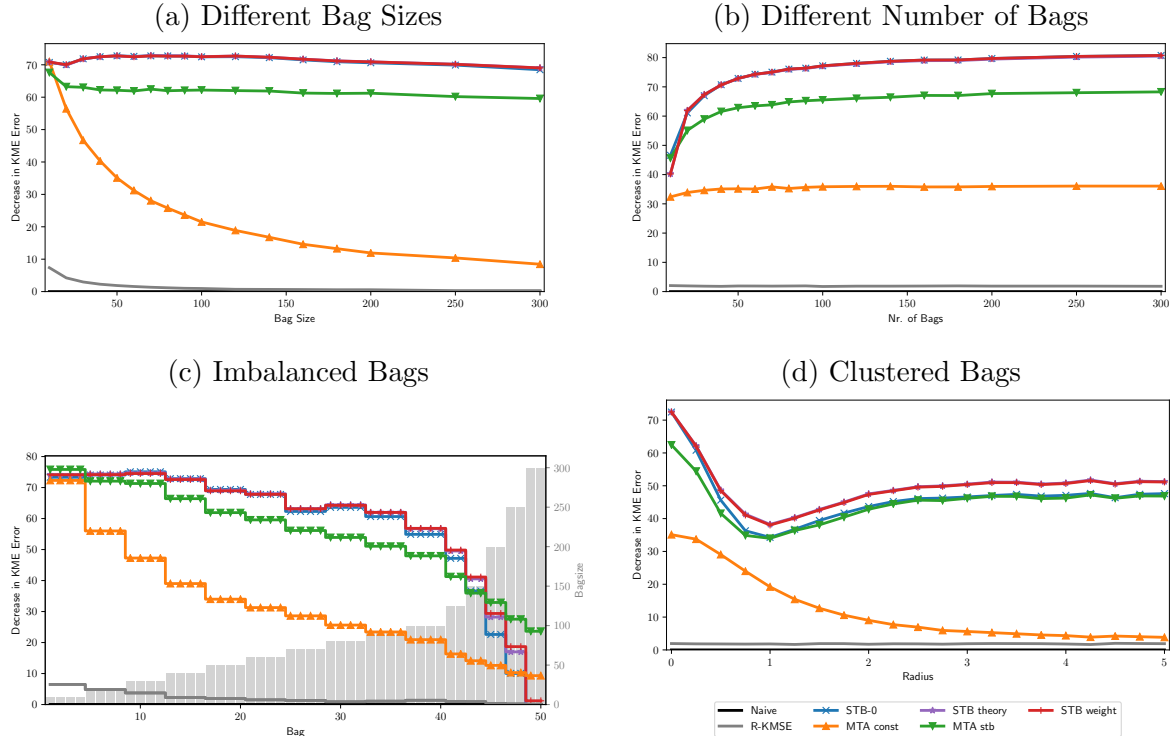 (a) Different Bag Sizes
70
60
50
40
30
20
10
0
Decrease in KME Error
50 100 150 200 250 300
Bag Size
(b) Different Number of Bags
80
70
60
50
40
30
20
10
0
Decrease in KME Error
50 100 150 200 250 300
Nr. of Bags
(c) Imbalanced Bags
80
70
60
50
40
30
20
10
0
Decrease in KME Error
300
250
200
150
100
50
0
Bagsize
10 20 30 40 50
Bag
(d) Clustered Bags
70
60
50
40
30
20
10
0
Decrease in KME Error
0 1 2 3 4 5
Radius
Naive STB-0 STB theory STB weight
R-KMSE MTA const MTA stb